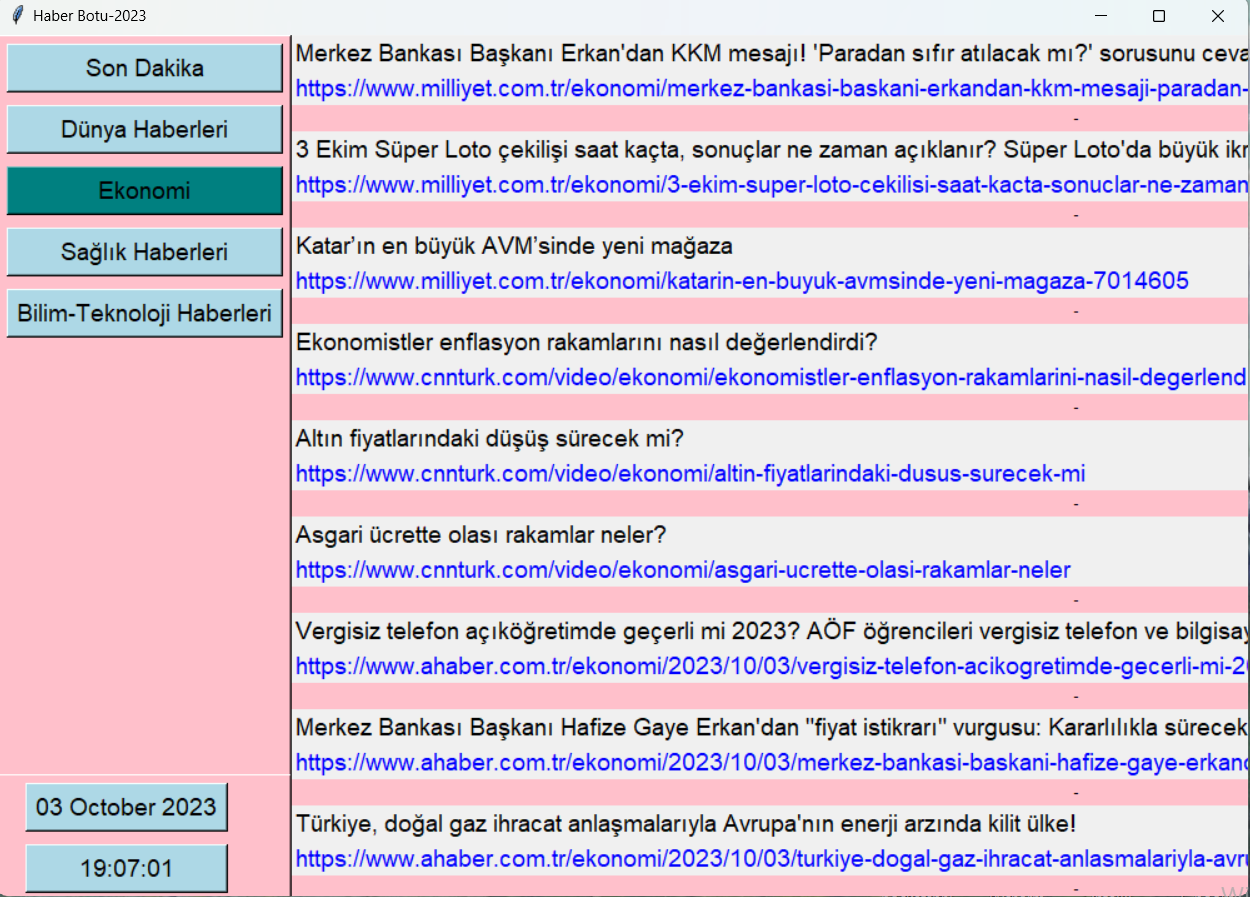 Haber Botu-2023
Son Dakika
Dünya Haberleri
Ekonomi
Sağlık Haberleri
Bilim-Teknoloji Haberleri
03 October 2023
19:07:01
Merkez Bankası Başkanı Erkan'dan KKM mesajı! 'Paradan sıfır atılacak mı?' sorusunu ceva
https://www.milliyet.com.tr/ekonomi/merkez-bankasi-baskani-erkandan-kkm-mesaji-paradan-
-
3 Ekim Süper Loto çekilişi saat kaçta, sonuçlar ne zaman açıklanır? Süper Loto'da büyük ikr
https://www.milliyet.com.tr/ekonomi/3-ekim-super-loto-cekilisi-saat-kacta-sonuclar-ne-zaman
-
Katar’ın en büyük AVM’sinde yeni mağaza
https://www.milliyet.com.tr/ekonomi/katarin-en-buyuk-avmsinde-yeni-magaza-7014605
-
Ekonomistler enflasyon rakamlarını nasıl değerlendirdi?
https://www.cnnturk.com/video/ekonomi/ekonomistler-enflasyon-rakamlarini-nasil-degerlend
-
Altın fiyatlarındaki düşüş sürecek mi?
https://www.cnnturk.com/video/ekonomi/altin-fiyatlarindaki-dusus-surecek-mi
-
Asgari ücrette olası rakamlar neler?
https://www.cnnturk.com/video/ekonomi/asgari-ucrette-olasi-rakamlar-neler
-
Vergisiz telefon açıköğretimde geçerli mi 2023? AÖF öğrencileri vergisiz telefon ve bilgisay
https://www.ahaber.com.tr/ekonomi/2023/10/03/vergisiz-telefon-acikogretimde-gecerli-mi-20
-
Merkez Bankası Başkanı Hafize Gaye Erkan'dan "fiyat istikrarı" vurgusu: Kararlılıkla sürecek
https://www.ahaber.com.tr/ekonomi/2023/10/03/merkez-bankasi-baskani-hafize-gaye-erkand
-
Türkiye, doğal gaz ihracat anlaşmalarıyla Avrupa'nın enerji arzında kilit ülke!
https://www.ahaber.com.tr/ekonomi/2023/10/03/turkiye-dogal-gaz-ihracat-anlasmalariyla-avru
-